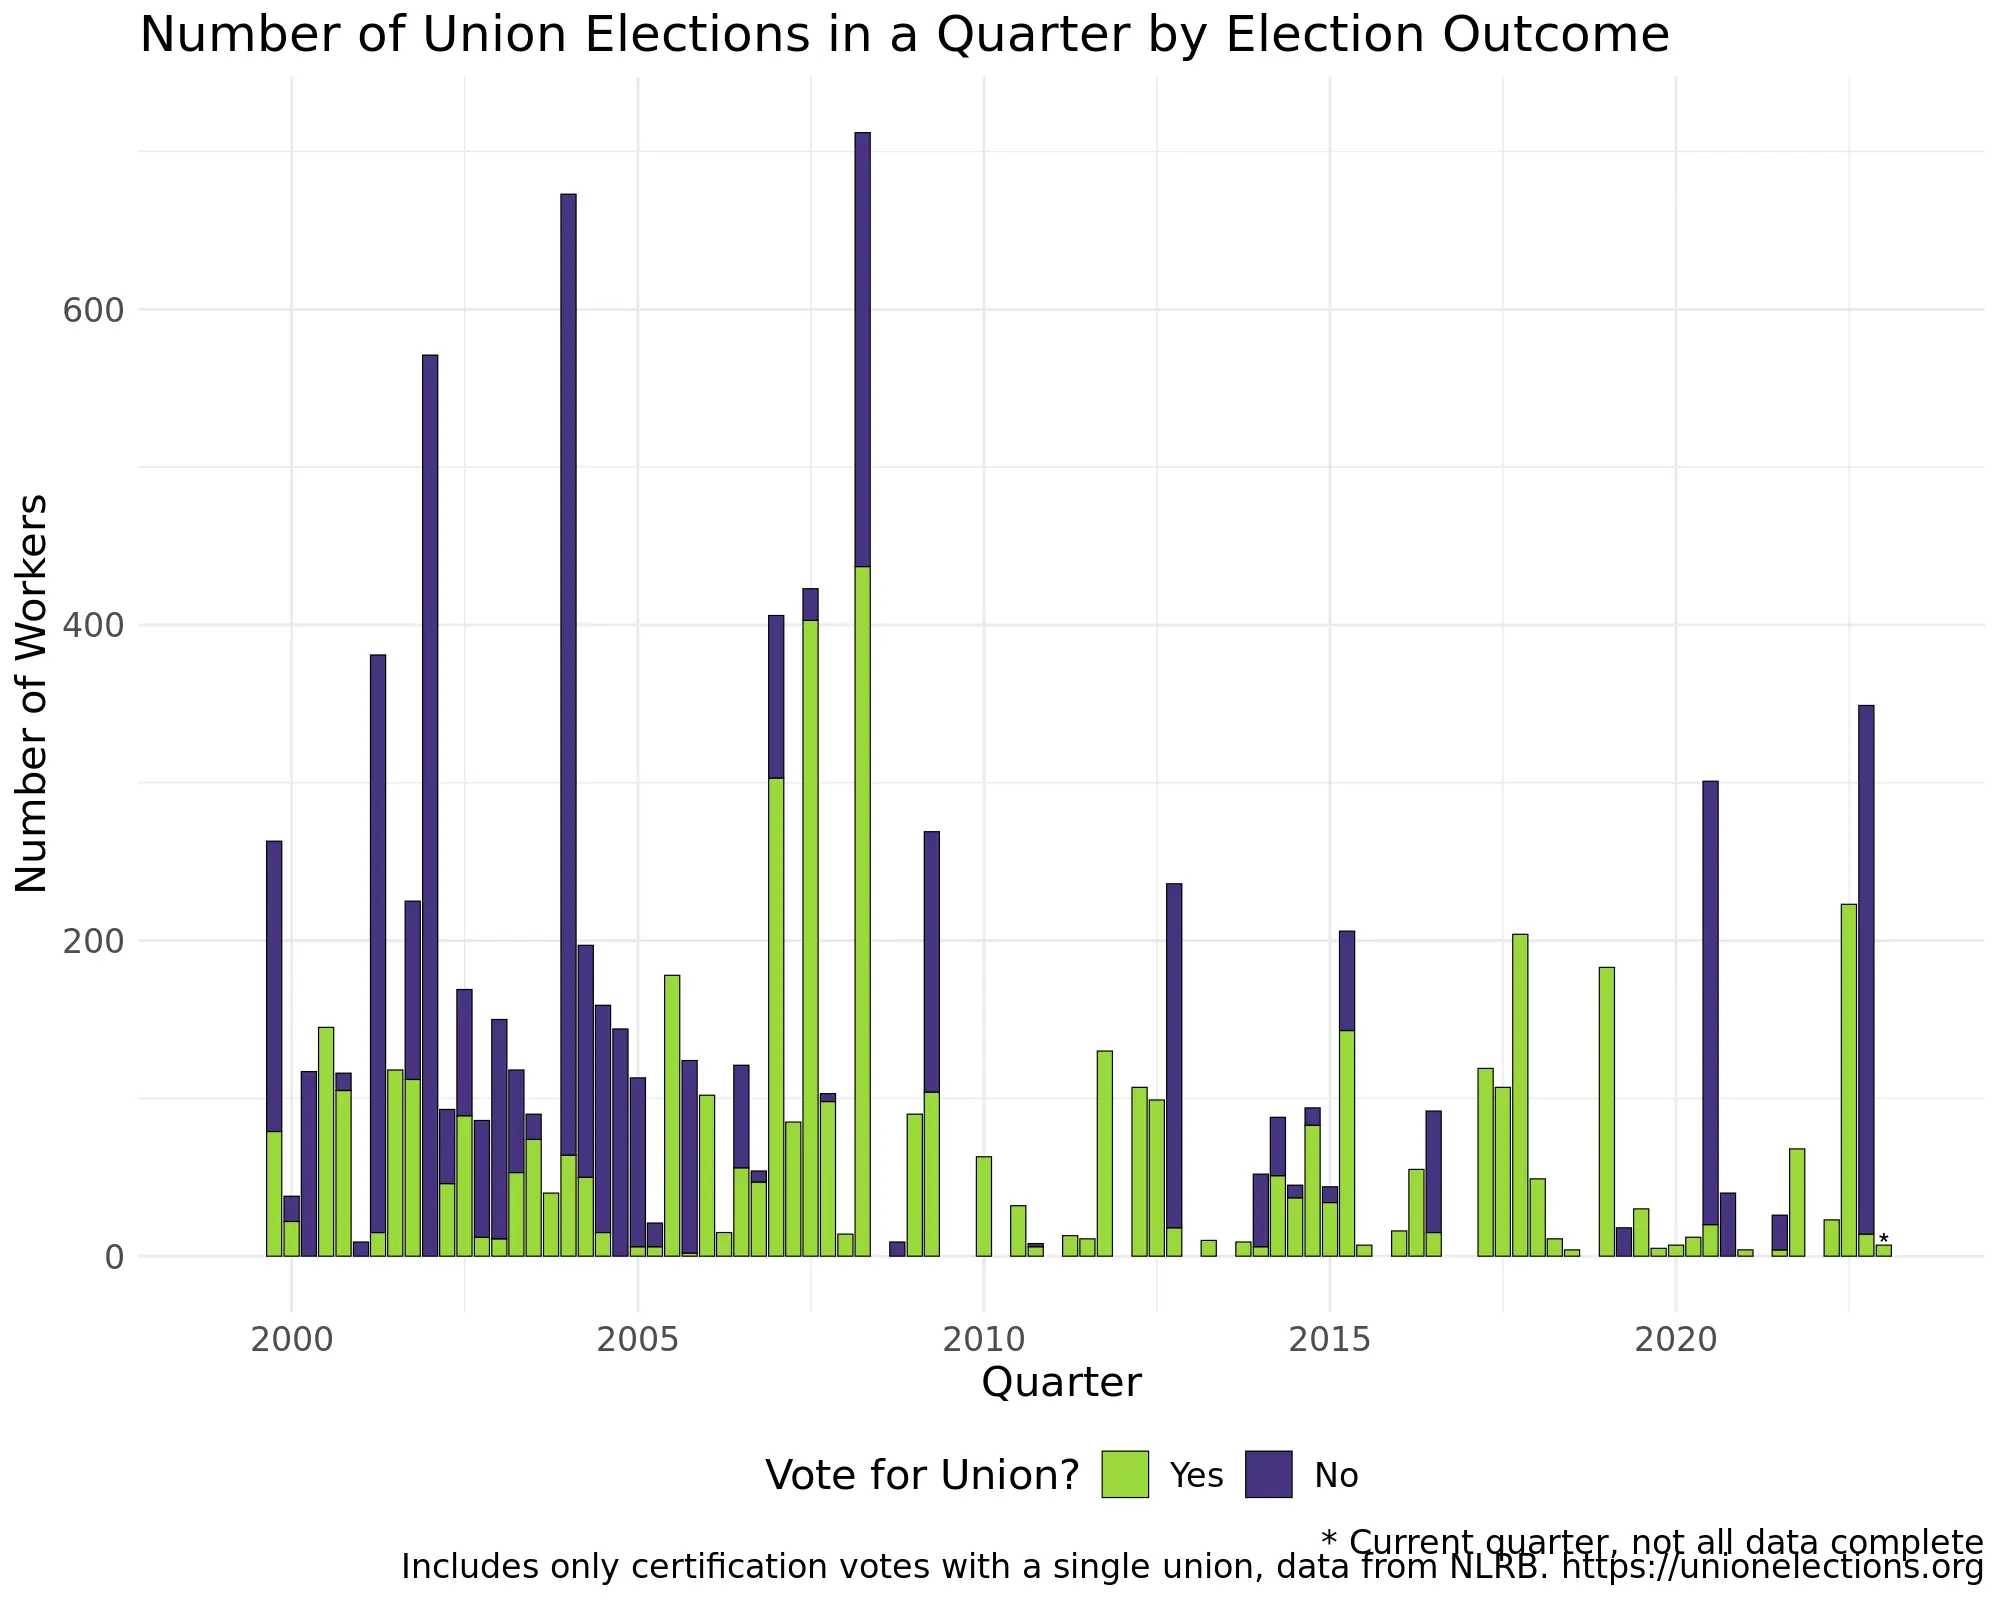 Number of Union Elections in a Quarter by Election Outcome
Number of Workers
600
400
200
0
*
2000 2005 2010 2015 2020
Quarter
Vote for Union? Yes No
* Current quarter, not all data complete
Includes only certification votes with a single union, data from NLRB. https://unionelections.org